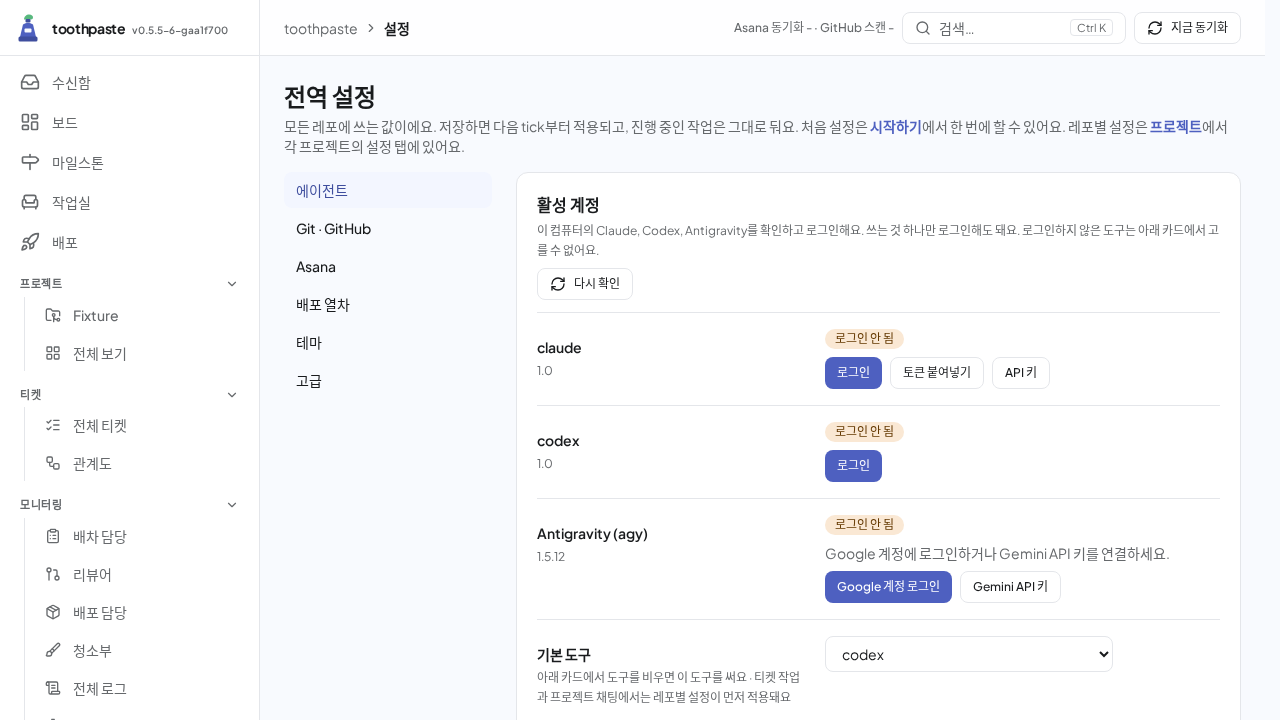 toothpaste v0.5.5-6-gaa1f700
toothpaste > 설정
Asana 동기화 - · GitHub 스캔 -
검색... Ctrl K
지금 동기화
수신함
보드
마일스톤
작업실
배포
프로젝트
Fixture
전체 보기
티켓
전체 티켓
관계도
모니터링
배차 담당
리뷰어
배포 담당
청소부
전체 로그
전역 설정
모든 레포에 쓰는 값이에요. 저장하면 다음 tick부터 적용되고, 진행 중인 작업은 그대로 둬요. 처음 설정은 시작하기에서 한 번에 할 수 있어요. 레포별 설정은 프로젝트에서
각 프로젝트의 설정 탭에 있어요.
에이전트
Git · GitHub
Asana
배포 열차
테마
고급
활성 계정
이 컴퓨터의 Claude, Codex, Antigravity를 확인하고 로그인해요. 쓰는 것 하나만 로그인해도 돼요. 로그인하지 않은 도구는 아래 카드에서 고
를 수 없어요.
다시 확인
claude
1.0
로그인 안 됨
로그인 토큰 붙여넣기 API 키
codex
1.0
로그인 안 됨
로그인
Antigravity (agy)
1.5.12
로그인 안 됨
Google 계정에 로그인하거나 Gemini API 키를 연결하세요.
Google 계정 로그인 Gemini API 키
기본 도구
아래 카드에서 도구를 비우면 이 도구를 써요 · 티켓 작업
과 프로젝트 채팅에서는 레포별 설정이 먼저 적용돼요
codex